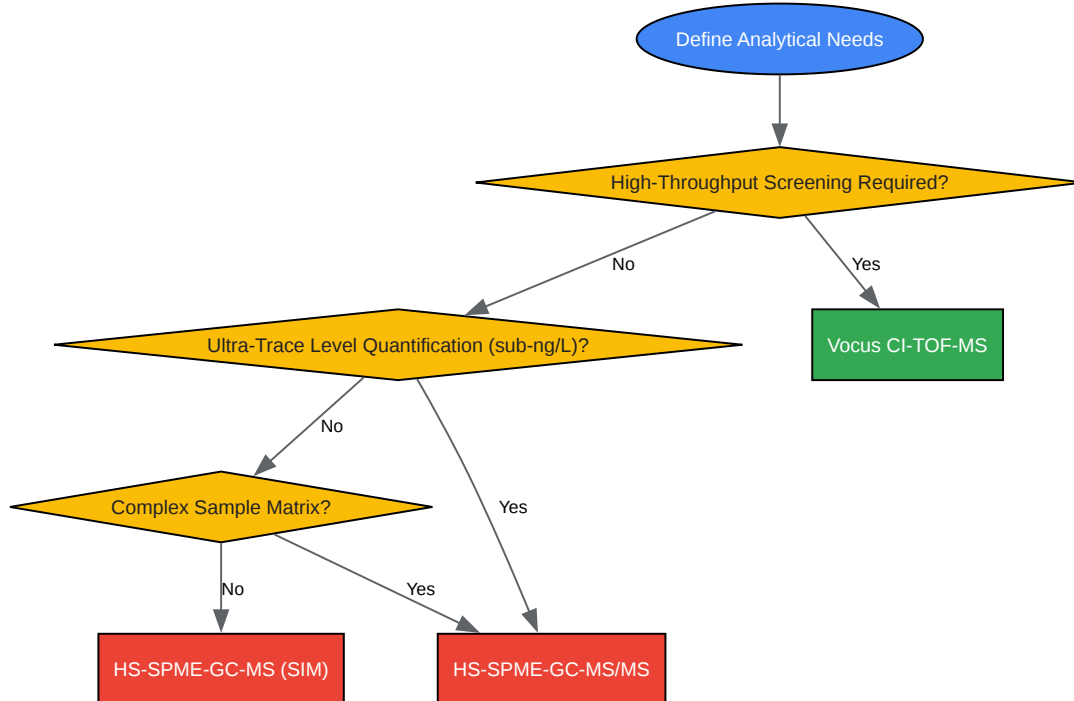 Define Analytical Needs
High-Throughput Screening Required?
No
Yes
Ultra-Trace Level Quantification (sub-ng/L)?
Vocus CI-TOF-MS
No
Yes
Complex Sample Matrix?
No
Yes
HS-SPME-GC-MS (SIM)
HS-SPME-GC-MS/MS